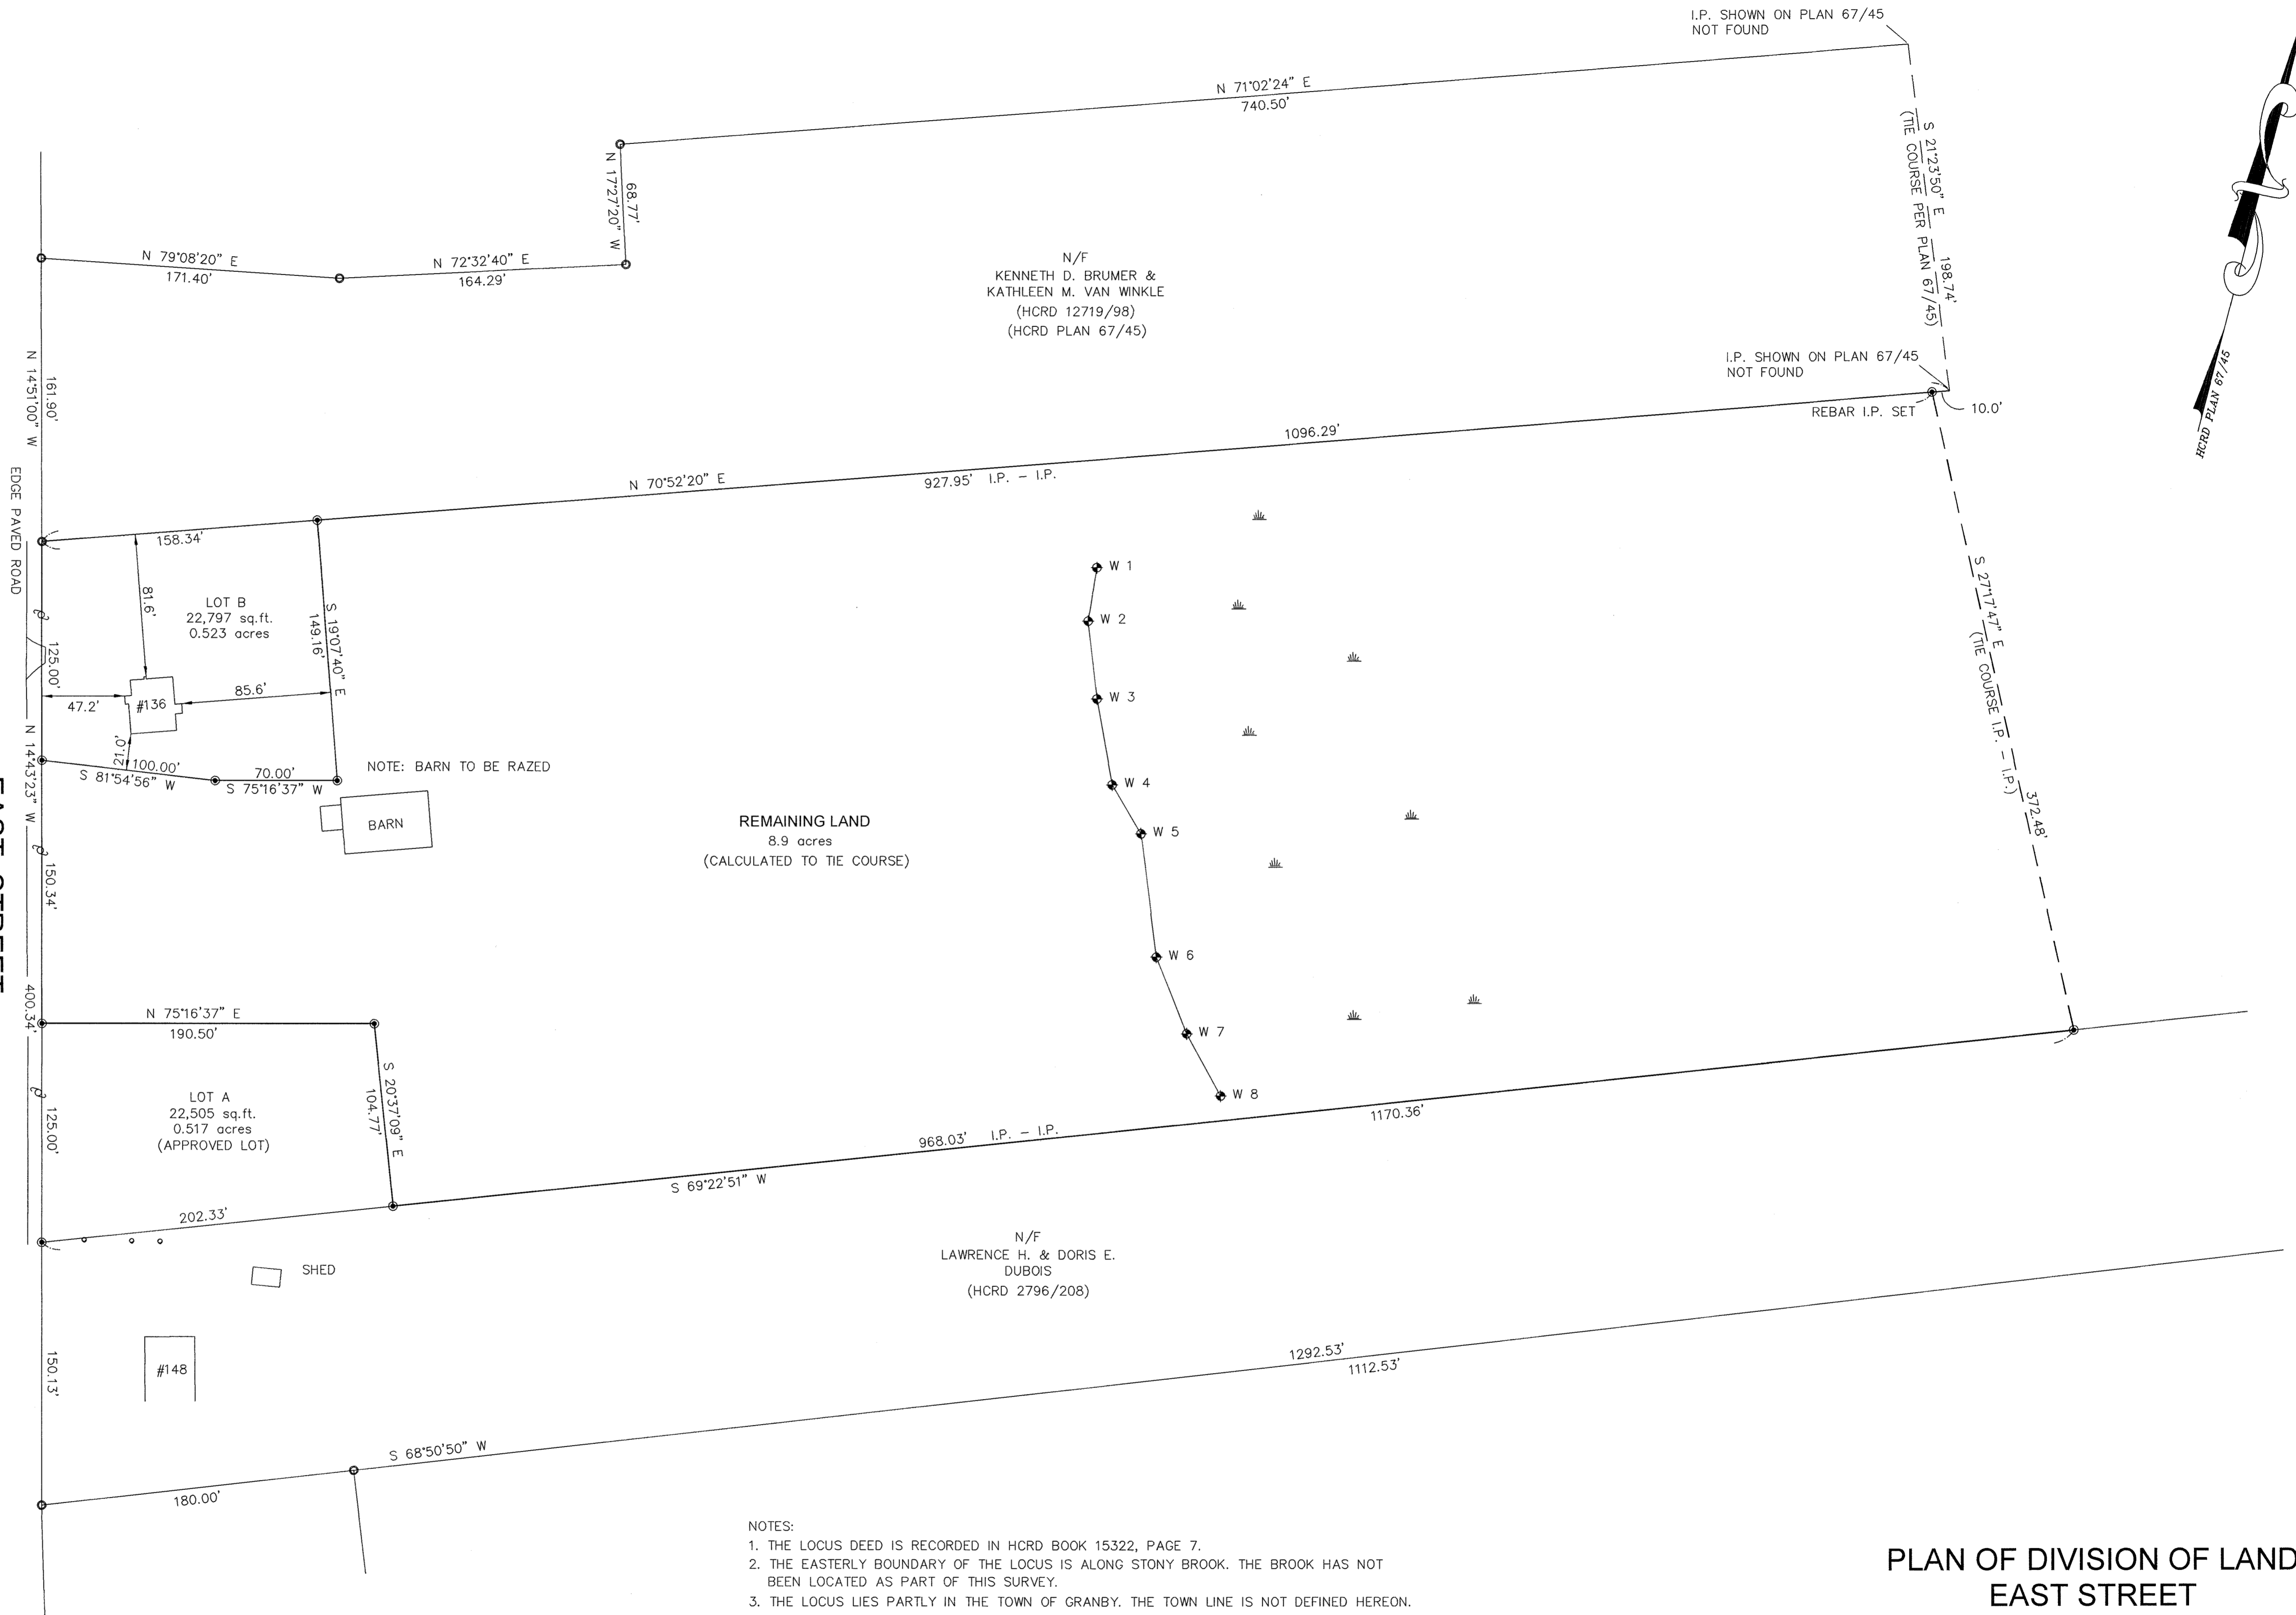 I.P. SHOWN ON PLAN 67/45
NOT FOUND
N 71°02'24" E
740.50'
S 21°23'50" E 198.74'
(TIE COURSE PER PLAN 67/45)
N 17°27'20" W
68.77'
N 79°08'20" E
171.40'
N 72°32'40" E
164.29'
N/F
KENNETH D. BRUMER &
KATHLEEN M. VAN WINKLE
(HCRD 12719/98)
(HCRD PLAN 67/45)
HCRD PLAN 67/45
I.P. SHOWN ON PLAN 67/45
NOT FOUND
REBAR I.P. SET
10.0'
N 14°51'00" W
161.90'
EDGE PAVED ROAD
1096.29'
N 70°52'20" E
927.95' I.P. – I.P.
158.34'
81.6'
LOT B
22,797 sq.ft.
0.523 acres
S 19°07'40" E
149.16'
125.00'
47.2'
#136
85.6'
21.0'
100.00'
S 81°54'56" W
70.00'
S 75°16'37" W
NOTE: BARN TO BE RAZED
BARN
W 1
W 2
W 3
W 4
W 5
W 6
W 7
W 8
S 27°17'47" E 372.48'
(TIE COURSE I.P. – I.P.)
REMAINING LAND
8.9 acres
(CALCULATED TO TIE COURSE)
N 14°43'23" W 400.34'
150.34'
N 75°16'37" E
190.50'
LOT A
22,505 sq.ft.
0.517 acres
(APPROVED LOT)
S 20°37'09" E
104.77'
125.00'
202.33'
968.03' I.P. – I.P.
1170.36'
S 69°22'51" W
SHED
#148
150.13'
N/F
LAWRENCE H. & DORIS E.
DUBOIS
(HCRD 2796/208)
1292.53'
1112.53'
S 68°50'50" W
180.00'
NOTES:
1. THE LOCUS DEED IS RECORDED IN HCRD BOOK 15322, PAGE 7.
2. THE EASTERLY BOUNDARY OF THE LOCUS IS ALONG STONY BROOK. THE BROOK HAS NOT
BEEN LOCATED AS PART OF THIS SURVEY.
3. THE LOCUS LIES PARTLY IN THE TOWN OF GRANBY. THE TOWN LINE IS NOT DEFINED HEREON.
PLAN OF DIVISION OF LAND
EAST STREET